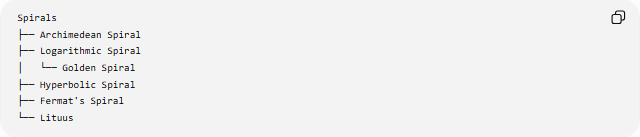 Spirals
├── Archimedean Spiral
├── Logarithmic Spiral
│   └── Golden Spiral
├── Hyperbolic Spiral
├── Fermat's Spiral
└── Lituus